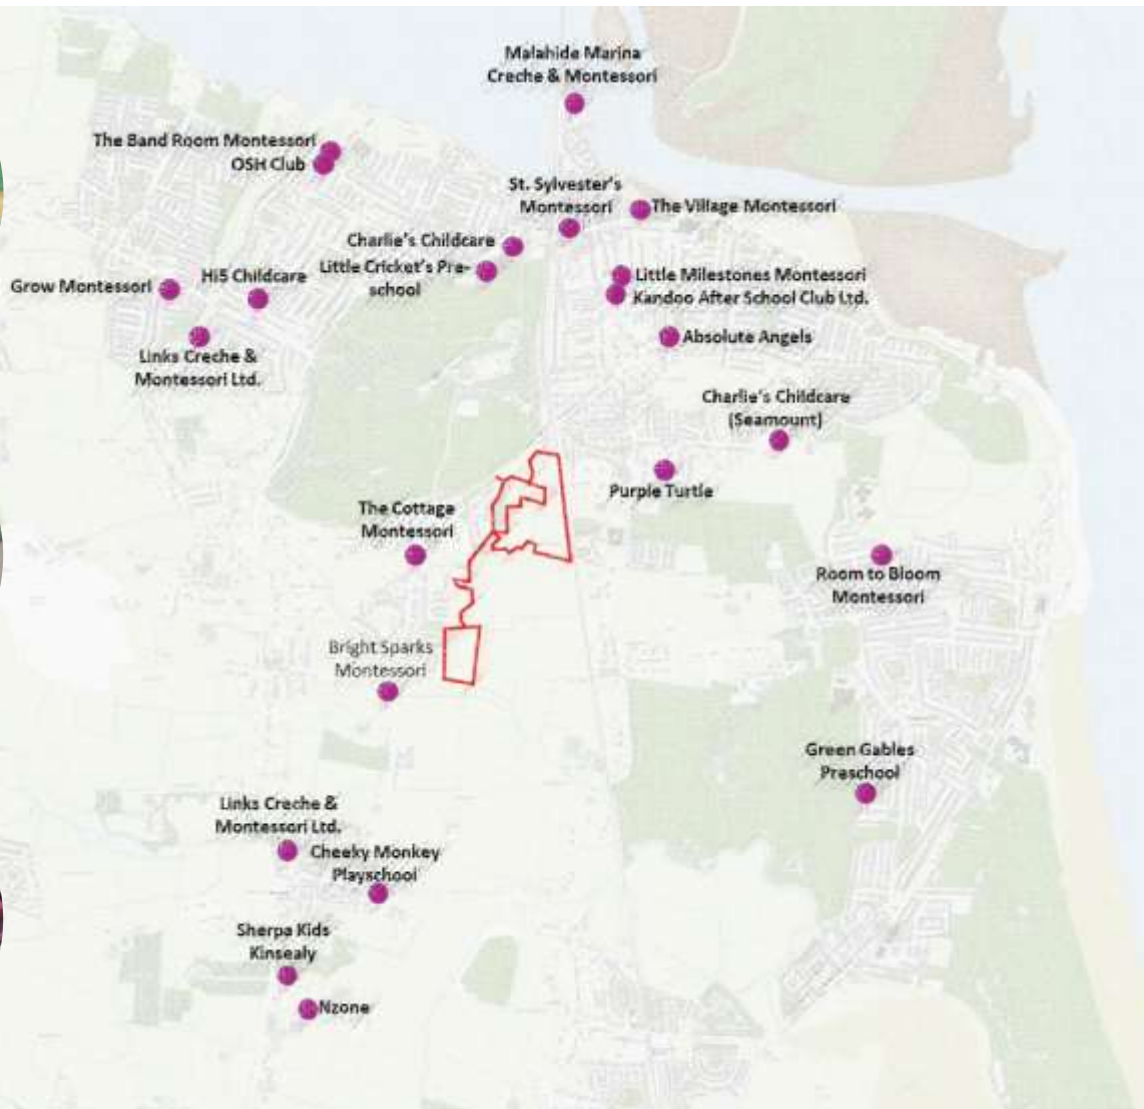 Malahide Marina
Creche & Montessori
The Band Room Montessori
OSH Club
St. Sylvester's
Montessori
The Village Montessori
Charlie's Childcare
Little Cricket's Pre-
school
Grow Montessori
Hi5 Childcare
Little Milestones Montessori
Kandoo After School Club Ltd.
Links Creche &
Montessori Ltd.
Absolute Angels
Charlie's Childcare
(Seamount)
Purple Turtle
The Cottage
Montessori
Room to Bloom
Montessori
Bright Sparks
Montessori
Green Gables
Preschool
Links Creche &
Montessori Ltd.
Cheeky Monkey
Playschool
Sherpa Kids
Kinsealy
Nzone